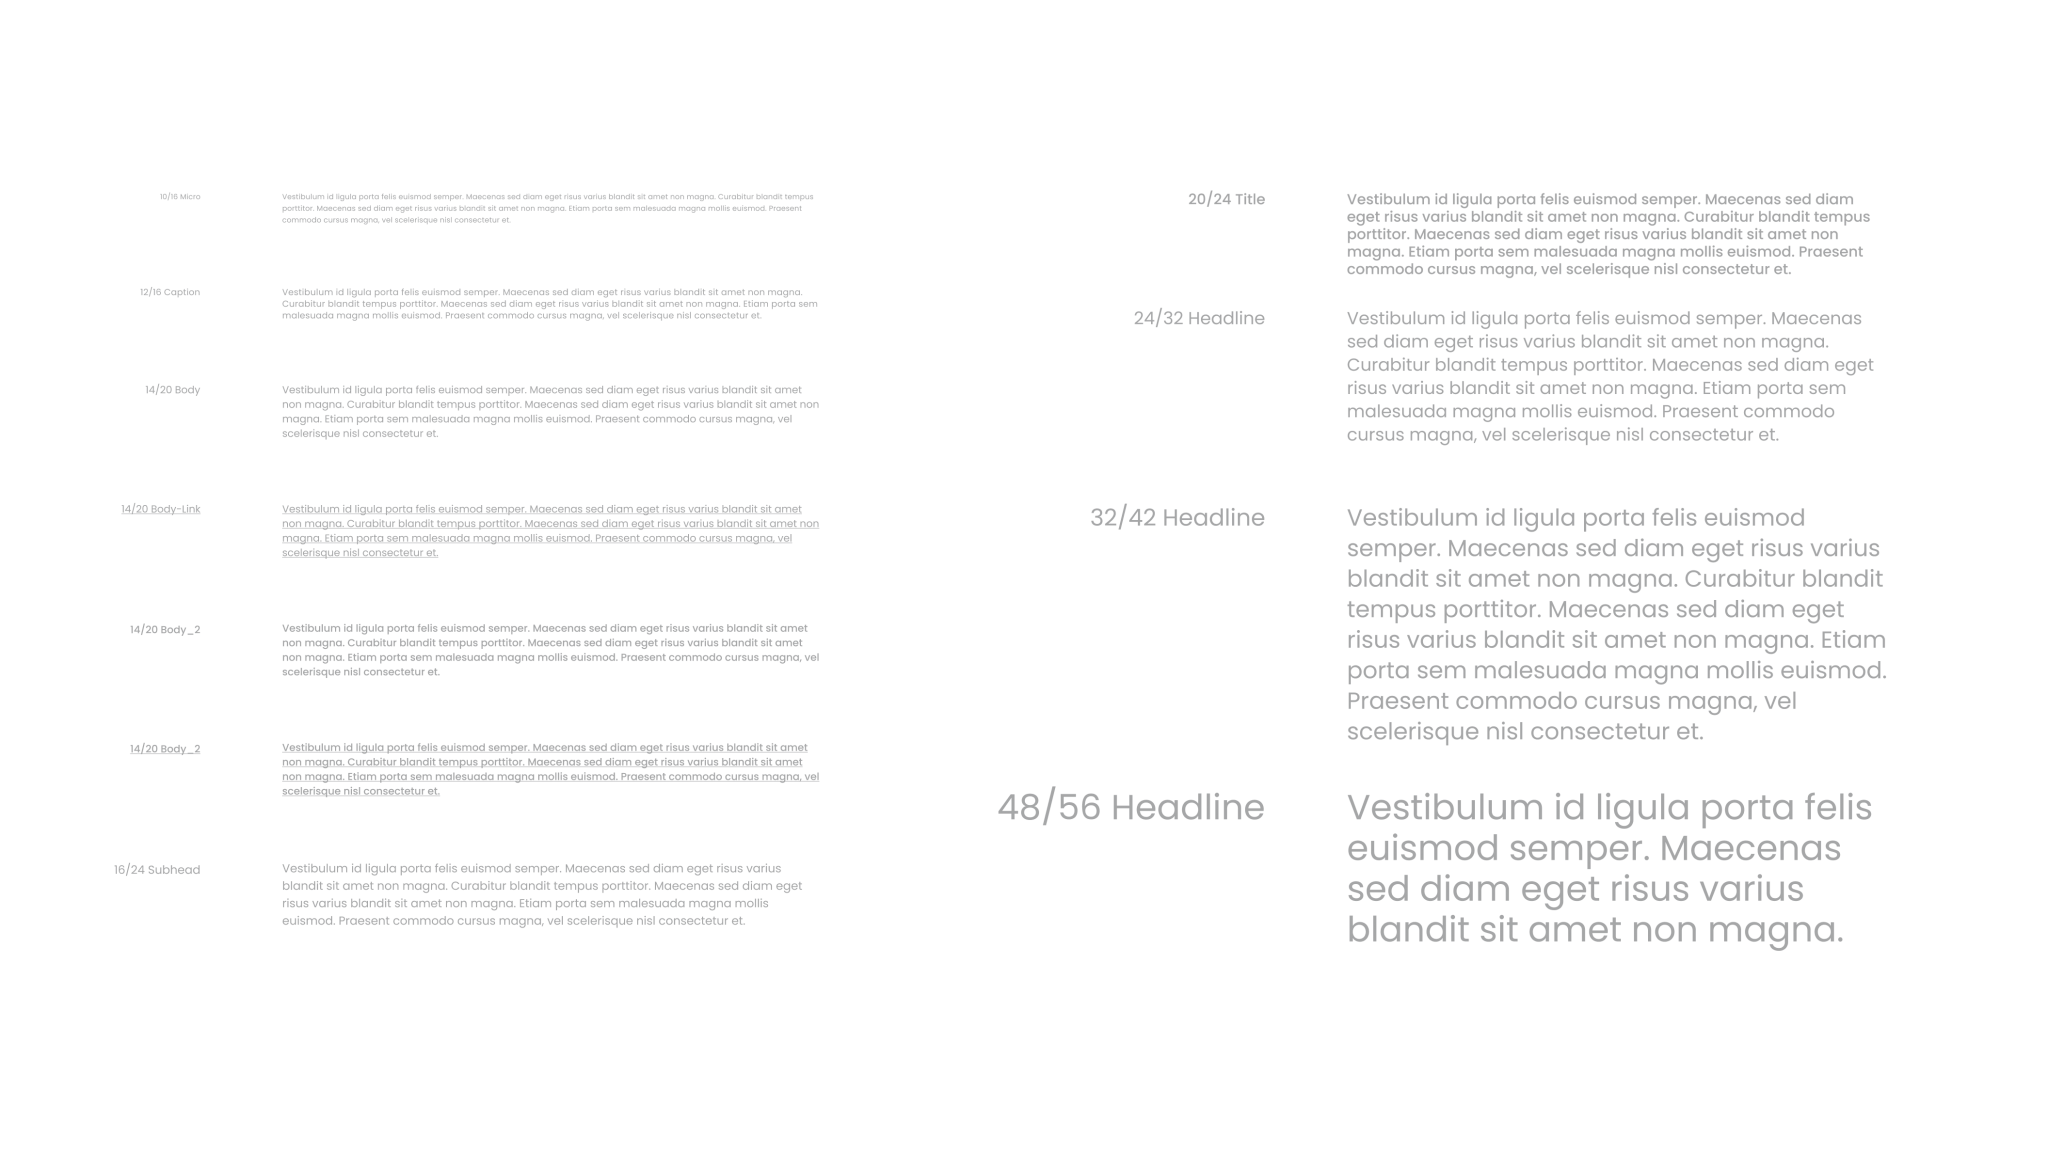 10/16 Micro
Vestibulum id ligula porta felis euismod semper. Maecenas sed diam eget risus varius blandit sit amet non magna. Curabitur blandit tempus
porttitor. Maecenas sed diam eget risus varius blandit sit amet non magna. Etiam porta sem malesuada magna mollis euismod. Praesent
commodo cursus magna, vel scelerisque nisl consectetur et.
12/16 Caption
Vestibulum id ligula porta felis euismod semper. Maecenas sed diam eget risus varius blandit sit amet non magna.
Curabitur blandit tempus porttitor. Maecenas sed diam eget risus varius blandit sit amet non magna. Etiam porta sem
malesuada magna mollis euismod. Praesent commodo cursus magna, vel scelerisque nisl consectetur et.
14/20 Body
Vestibulum id ligula porta felis euismod semper. Maecenas sed diam eget risus varius blandit sit amet
non magna. Curabitur blandit tempus porttitor. Maecenas sed diam eget risus varius blandit sit amet non
magna. Etiam porta sem malesuada magna mollis euismod. Praesent commodo cursus magna, vel
scelerisque nisl consectetur et.
14/20 Body-Link
Vestibulum id ligula porta felis euismod semper. Maecenas sed diam eget risus varius blandit sit amet
non magna. Curabitur blandit tempus porttitor. Maecenas sed diam eget risus varius blandit sit amet non
magna. Etiam porta sem malesuada magna mollis euismod. Praesent commodo cursus magna, vel
scelerisque nisl consectetur et.
14/20 Body_2
Vestibulum id ligula porta felis euismod semper. Maecenas sed diam eget risus varius blandit sit amet
non magna. Curabitur blandit tempus porttitor. Maecenas sed diam eget risus varius blandit sit amet
non magna. Etiam porta sem malesuada magna mollis euismod. Praesent commodo cursus magna, vel
scelerisque nisl consectetur et.
14/20 Body_2
Vestibulum id ligula porta felis euismod semper. Maecenas sed diam eget risus varius blandit sit amet
non magna. Curabitur blandit tempus porttitor. Maecenas sed diam eget risus varius blandit sit amet
non magna. Etiam porta sem malesuada magna mollis euismod. Praesent commodo cursus magna, vel
scelerisque nisl consectetur et.
16/24 Subhead
Vestibulum id ligula porta felis euismod semper. Maecenas sed diam eget risus varius
blandit sit amet non magna. Curabitur blandit tempus porttitor. Maecenas sed diam eget
risus varius blandit sit amet non magna. Etiam porta sem malesuada magna mollis
euismod. Praesent commodo cursus magna, vel scelerisque nisl consectetur et.
20/24 Title
Vestibulum id ligula porta felis euismod semper. Maecenas sed diam
eget risus varius blandit sit amet non magna. Curabitur blandit tempus
porttitor. Maecenas sed diam eget risus varius blandit sit amet non
magna. Etiam porta sem malesuada magna mollis euismod. Praesent
commodo cursus magna, vel scelerisque nisl consectetur et.
24/32 Headline
Vestibulum id ligula porta felis euismod semper. Maecenas
sed diam eget risus varius blandit sit amet non magna.
Curabitur blandit tempus porttitor. Maecenas sed diam eget
risus varius blandit sit amet non magna. Etiam porta sem
malesuada magna mollis euismod. Praesent commodo
cursus magna, vel scelerisque nisl consectetur et.
32/42 Headline
Vestibulum id ligula porta felis euismod
semper. Maecenas sed diam eget risus varius
blandit sit amet non magna. Curabitur blandit
tempus porttitor. Maecenas sed diam eget
risus varius blandit sit amet non magna. Etiam
porta sem malesuada magna mollis euismod.
Praesent commodo cursus magna, vel
scelerisque nisl consectetur et.
48/56 Headline
Vestibulum id ligula porta felis
euismod semper. Maecenas
sed diam eget risus varius
blandit sit amet non magna.